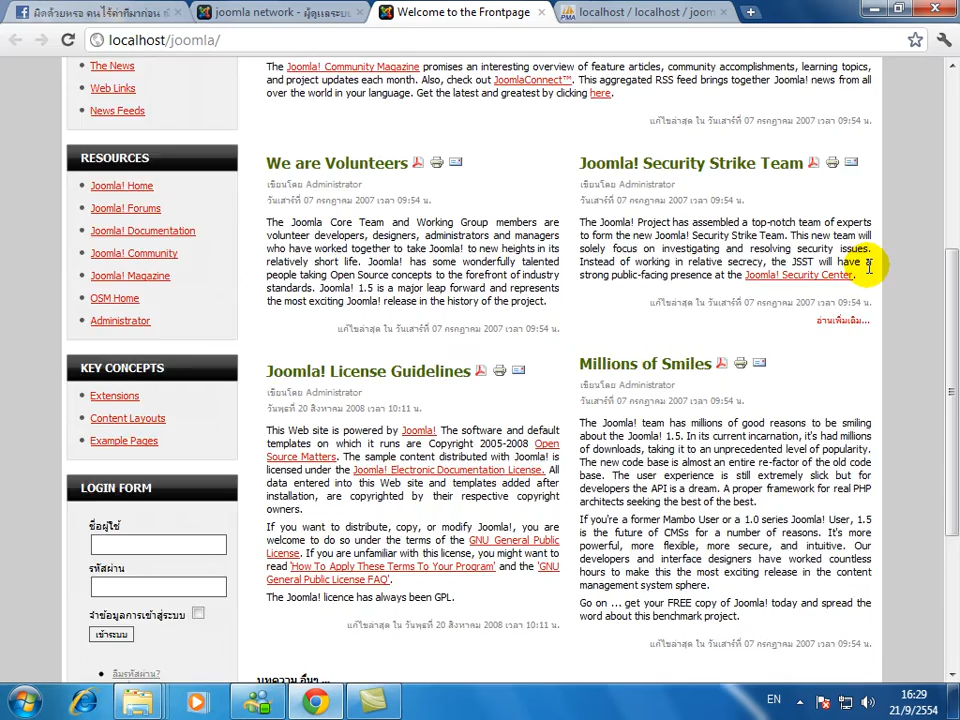 joomla network - ผู้ดูแลระบบ
Welcome to the Frontpage
localhost / localhost / joom
localhost/joomla/
The News
Web Links
News Feeds
RESOURCES
Joomla! Home
Joomla! Forums
Joomla! Documentation
Joomla! Community
Joomla! Magazine
OSM Home
Administrator
KEY CONCEPTS
Extensions
Content Layouts
Example Pages
LOGIN FORM
ชื่อผู้ใช้
รหัสผ่าน
จำข้อมูลการเข้าสู่ระบบ
เข้าระบบ
ลืมรหัสผ่าน?
The Joomla! Community Magazine promises an interesting overview of feature articles, community accomplishments, learning topics,
and project updates each month. Also, check out JoomlaConnect™. This aggregated RSS feed brings together Joomla! news from all
over the world in your language. Get the latest and greatest by clicking here.
แก้ไขล่าสุด ใน วันเสาร์ที่ 07 กรกฏาคม 2007 เวลา 09:54 น.
We are Volunteers
เขียนโดย Administrator
วันเสาร์ที่ 07 กรกฏาคม 2007 เวลา 09:54 น.
The Joomla Core Team and Working Group members are
volunteer developers, designers, administrators and managers
who have worked together to take Joomla! to new heights in its
relatively short life. Joomla! has some wonderfully talented
people taking Open Source concepts to the forefront of industry
standards. Joomla! 1.5 is a major leap forward and represents
the most exciting Joomla! release in the history of the project.
แก้ไขล่าสุด ใน วันเสาร์ที่ 07 กรกฏาคม 2007 เวลา 09:54 น.
Joomla! Security Strike Team
เขียนโดย Administrator
วันเสาร์ที่ 07 กรกฏาคม 2007 เวลา 09:54 น.
The Joomla! Project has assembled a top-notch team of experts
to form the new Joomla! Security Strike Team. This new team will
solely focus on investigating and resolving security issues.
Instead of working in relative secrecy, the JSST will have a
strong public-facing presence at the Joomla! Security Center.
แก้ไขล่าสุด ใน วันเสาร์ที่ 07 กรกฏาคม 2007 เวลา 09:54 น.
อ่านเพิ่มเติม...
Joomla! License Guidelines
เขียนโดย Administrator
วันพุธที่ 20 สิงหาคม 2008 เวลา 10:11 น.
This Web site is powered by Joomla! The software and default
templates on which it runs are Copyright 2005-2008 Open
Source Matters. The sample content distributed with Joomla! is
licensed under the Joomla! Electronic Documentation License. All
data entered into this Web site and templates added after
installation, are copyrighted by their respective copyright
owners.
If you want to distribute, copy, or modify Joomla!, you are
welcome to do so under the terms of the GNU General Public
License. If you are unfamiliar with this license, you might want to
read 'How To Apply These Terms To Your Program' and the 'GNU
General Public License FAQ'.
The Joomla! licence has always been GPL.
แก้ไขล่าสุด ใน วันพุธที่ 20 สิงหาคม 2008 เวลา 10:11 น.
Millions of Smiles
เขียนโดย Administrator
วันเสาร์ที่ 07 กรกฏาคม 2007 เวลา 09:54 น.
The Joomla! team has millions of good reasons to be smiling
about the Joomla! 1.5. In its current incarnation, it's had millions
of downloads, taking it to an unprecedented level of popularity.
The new code base is almost an entire re-factor of the old code
base. The user experience is still extremely slick but for
developers the API is a dream. A proper framework for real PHP
architects seeking the best of the best.
If you're a former Mambo User or a 1.0 series Joomla! User, 1.5
is the future of CMSs for a number of reasons. It's more
powerful, more flexible, more secure, and intuitive. Our
developers and interface designers have worked countless
hours to make this the most exciting release in the content
management system sphere.
Go on ... get your FREE copy of Joomla! today and spread the
word about this benchmark project.
แก้ไขล่าสุด ใน วันเสาร์ที่ 07 กรกฏาคม 2007 เวลา 09:54 น.
EN
16:29
21/9/2554